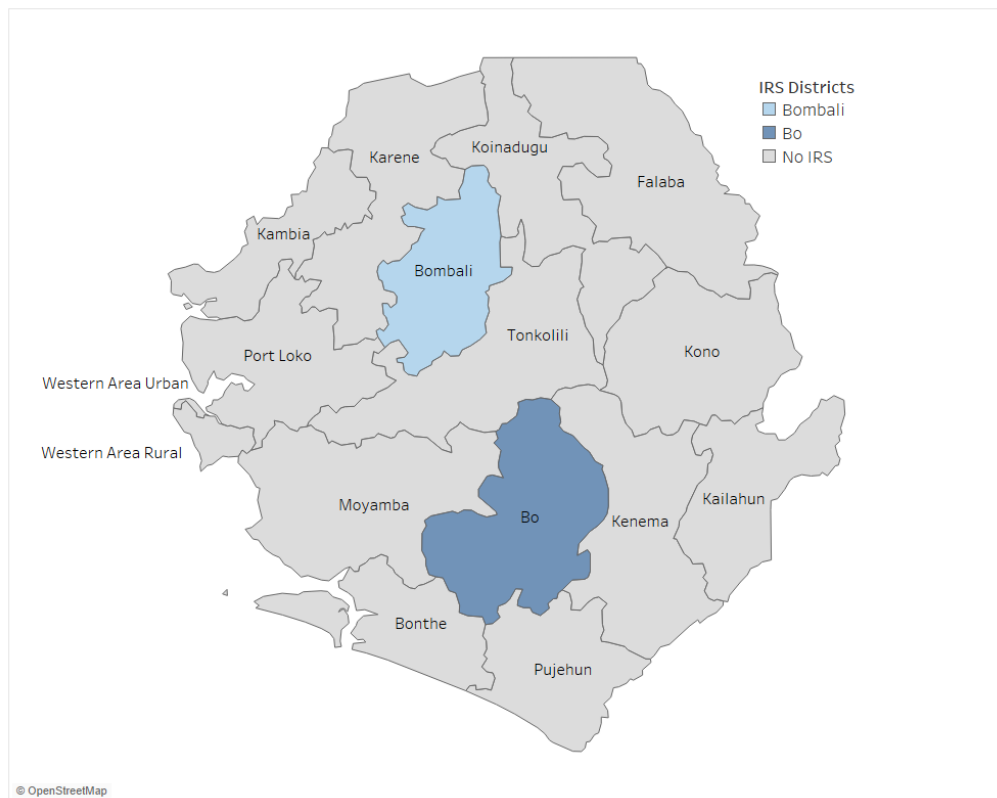 IRS Districts
Bombali
Bo
No IRS
Koinadugu
Karene
Falaba
Kambia
Bombali
Tonkolili
Port Loko
Kono
Western Area Urban
Western Area Rural
Kailahun
Moyamba
Bo
Kenema
Bonthe
Pujehun
© OpenStreetMap